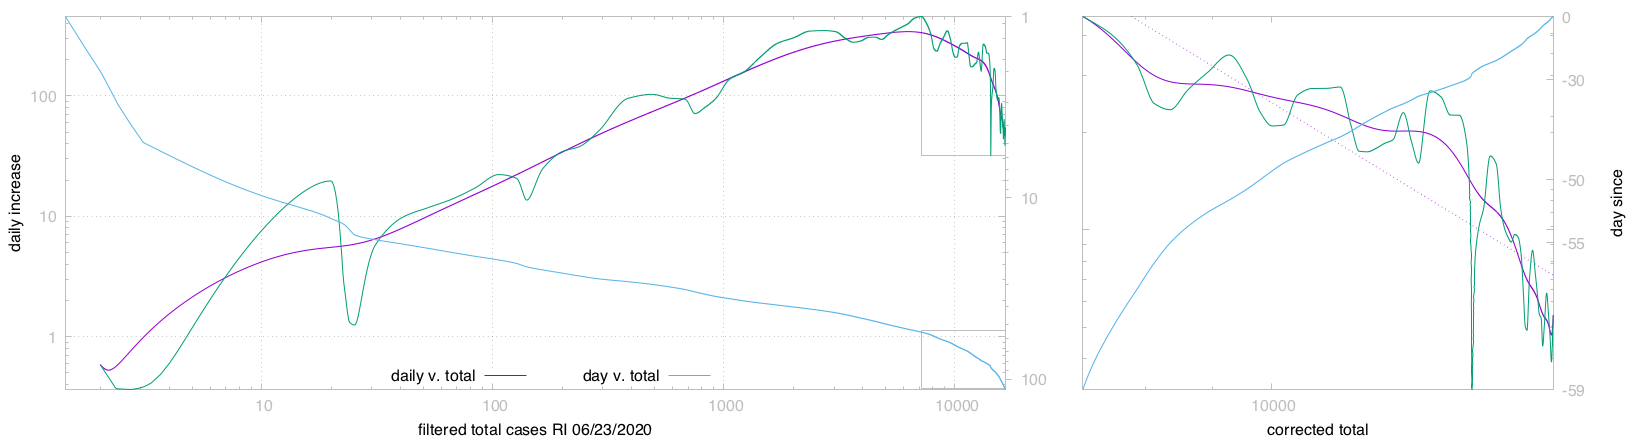 daily increase
100
10
1
10
100
1000
10000
1
10
100
daily v. total
day v. total
filtered total cases RI 06/23/2020
10000
0
-30
-50
-55
-59
day since
corrected total